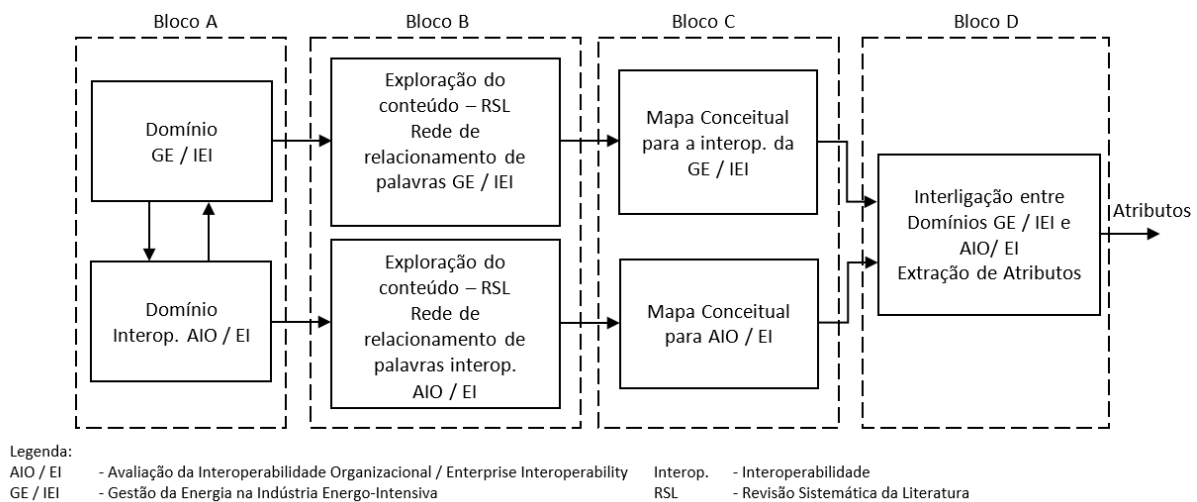 Bloco A
Bloco B
Bloco C
Bloco D
Domínio
GE / IEI
Domínio
Interop. AIO / EI
Exploração do
conteúdo – RSL
Rede de
relacionamento de
palavras GE / IEI
Exploração do
conteúdo – RSL
Rede de
relacionamento de
palavras interop.
AIO / EI
Mapa Conceitual
para a interop. da
GE / IEI
Mapa Conceitual
para AIO / EI
Interligação entre
Domínios GE / IEI e
AIO/ EI
Extração de Atributos
Atributos
Legenda:
AIO / EI - Avaliação da Interoperabilidade Organizacional / Enterprise Interoperability
GE / IEI - Gestão da Energia na Indústria Energo-Intensiva
Interop. - Interoperabilidade
RSL - Revisão Sistemática da Literatura